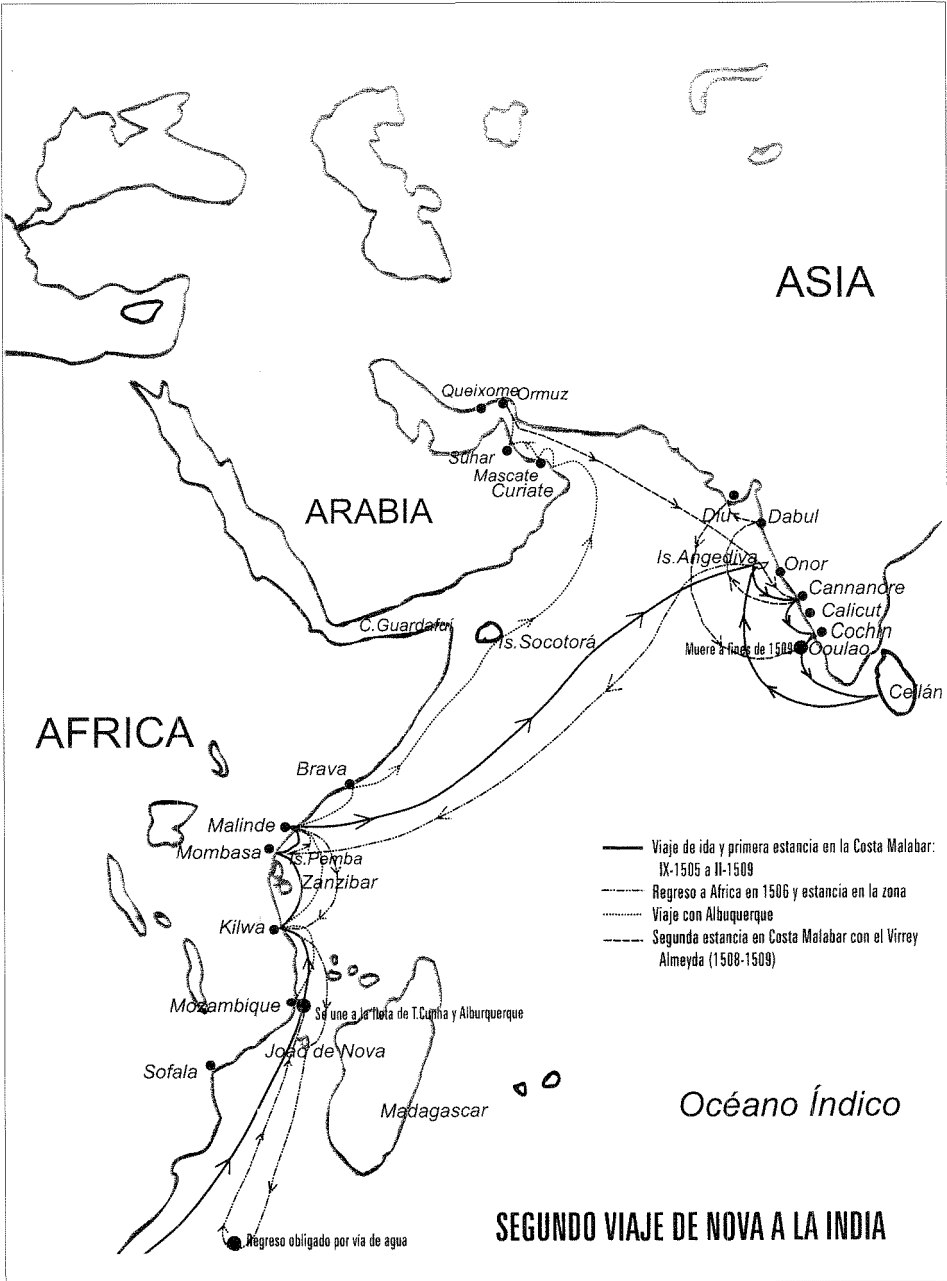 ASIA
Queixome
Ormuz
Suhar
Mascate
Curiate
ARABIA
Diu
Dabul
Is.Angediva
Onor
Cannanore
Calicut
Cochin
Muere a fines de 1509
Ooulao
Ceilán
C.Guardafuí
Is.Socotorá
AFRICA
Brava
Malinde
Mombasa
Is.Pemba
Zanzibar
Kilwa
Viaje de ida y primera estancia en la Costa Malabar:
IX-1505 a II-1509
Regreso a Africa en 1506 y estancia en la zona
Viaje con Albuquerque
Segunda estancia en Costa Malabar con el Virrey
Almeyda (1508-1509)
Mozambique
Se une a la flota de T.Cunha y Alburquerque
João de Nova
Sofala
Madagascar
Océano Índico
Regreso obligado por vía de agua
SEGUNDO VIAJE DE NOVA A LA INDIA